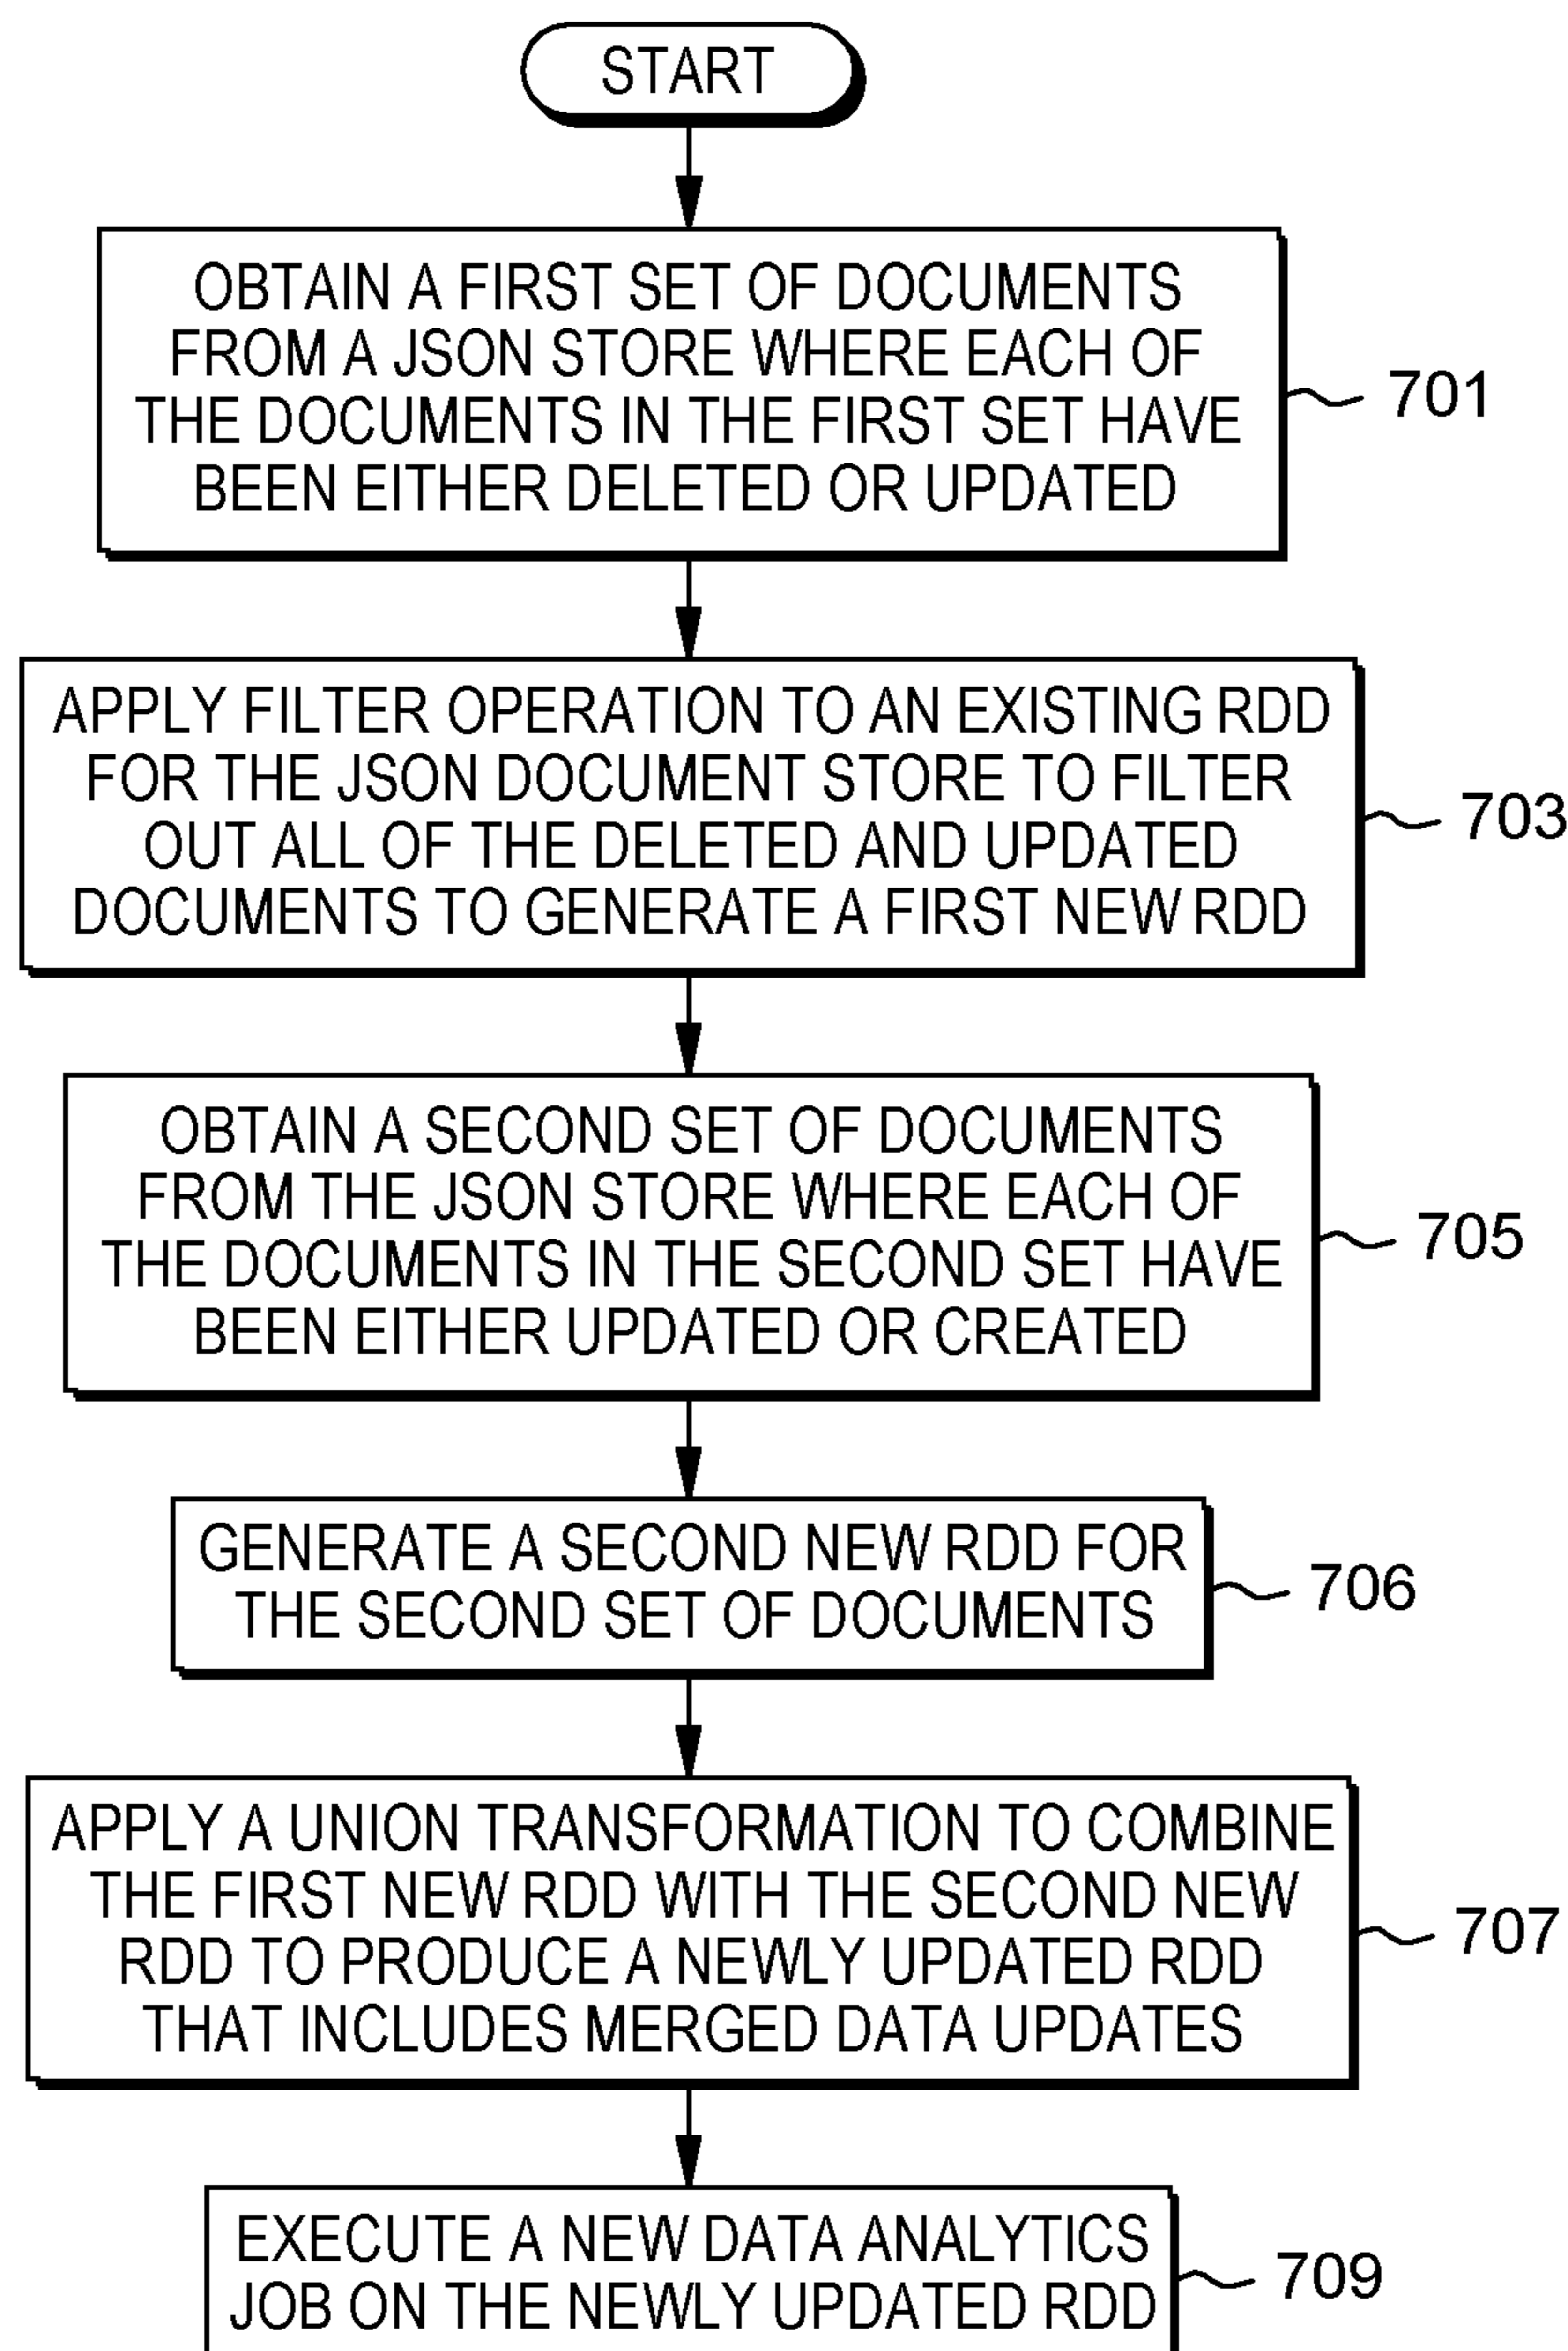 START
OBTAIN A FIRST SET OF DOCUMENTS
FROM A JSON STORE WHERE EACH OF
THE DOCUMENTS IN THE FIRST SET HAVE
BEEN EITHER DELETED OR UPDATED
701
APPLY FILTER OPERATION TO AN EXISTING RDD
FOR THE JSON DOCUMENT STORE TO FILTER
OUT ALL OF THE DELETED AND UPDATED
DOCUMENTS TO GENERATE A FIRST NEW RDD
703
OBTAIN A SECOND SET OF DOCUMENTS
FROM THE JSON STORE WHERE EACH OF
THE DOCUMENTS IN THE SECOND SET HAVE
BEEN EITHER UPDATED OR CREATED
705
GENERATE A SECOND NEW RDD FOR
THE SECOND SET OF DOCUMENTS
706
APPLY A UNION TRANSFORMATION TO COMBINE
THE FIRST NEW RDD WITH THE SECOND NEW
RDD TO PRODUCE A NEWLY UPDATED RDD
THAT INCLUDES MERGED DATA UPDATES
707
EXECUTE A NEW DATA ANALYTICS
JOB ON THE NEWLY UPDATED RDD
709